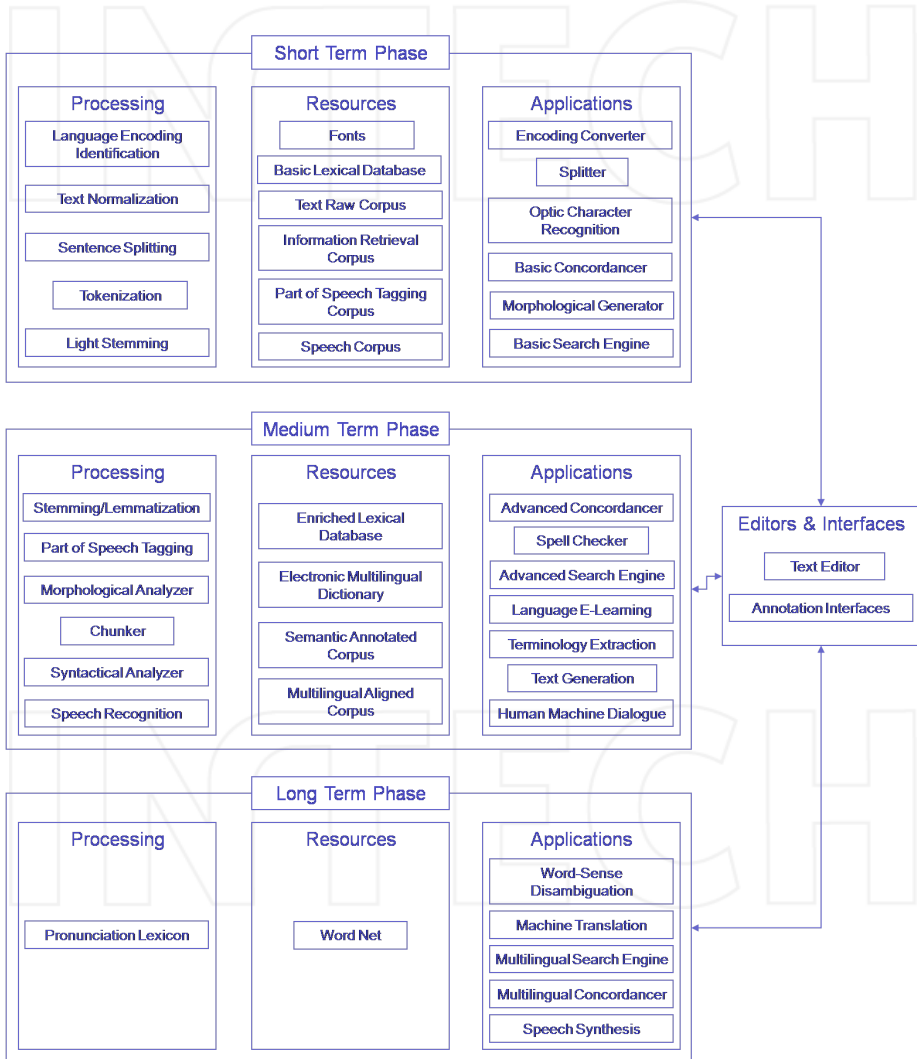 INTECH
Short Term Phase
Processing
Language Encoding
Identification
Text Normalization
Sentence Splitting
Tokenization
Light Stemming
Resources
Fonts
Basic Lexical Database
Text Raw Corpus
Information Retrieval
Corpus
Part of Speech Tagging
Corpus
Speech Corpus
Applications
Encoding Converter
Splitter
Optic Character
Recognition
Basic Concordancer
Morphological Generator
Basic Search Engine
Medium Term Phase
Processing
Stemming/Lemmatization
Part of Speech Tagging
Morphological Analyzer
Chunker
Syntactical Analyzer
Speech Recognition
Resources
Enriched Lexical
Database
Electronic Multilingual
Dictionary
Semantic Annotated
Corpus
Multilingual Aligned
Corpus
Applications
Advanced Concordancer
Spell Checker
Advanced Search Engine
Language E-Learning
Terminology Extraction
Text Generation
Human Machine Dialogue
Editors & Interfaces
Text Editor
Annotation Interfaces
INTECH
Long Term Phase
Processing
Pronunciation Lexicon
Resources
Word Net
Applications
Word-Sense
Disambiguation
Machine Translation
Multilingual Search Engine
Multilingual Concordancer
Speech Synthesis